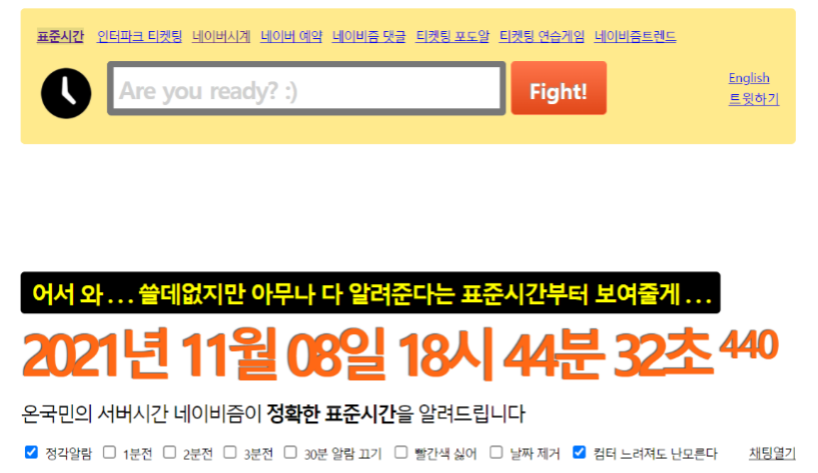 표준시간 인터파크 티켓팅 네이버시계 네이버 예약 네이비즘 댓글 티켓팅 포도알 티켓팅 연습게임 네이비즘트렌드
Are you ready? :) Fight!
English
트윗하기
어서 와 . . . 쓸데없지만 아무나 다 알려준다는 표준시간부터 보여줄게 . . .
2021년 11월 08일 18시 44분 32초 440
온국민의 서버시간 네이비즘이 정확한 표준시간을 알려드립니다
정각알람 1분전 2분전 3분전 30분 알람 끄기 빨간색 싫어 날짜 제거 컴터 느려져도 난모른다 채팅열기